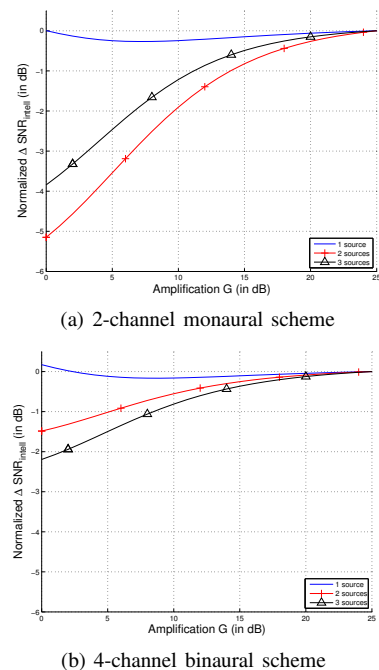 0
-1
-2
-3
-4
-5
-6
Normalized Δ SNRintell (in dB)
0 5 10 15 20 25
Amplification G (in dB)
1 source
2 sources
3 sources
(a) 2-channel monaural scheme
0
-1
-2
-3
-4
-5
-6
Normalized Δ SNRintell (in dB)
0 5 10 15 20 25
Amplification G (in dB)
1 source
2 sources
3 sources
(b) 4-channel binaural scheme